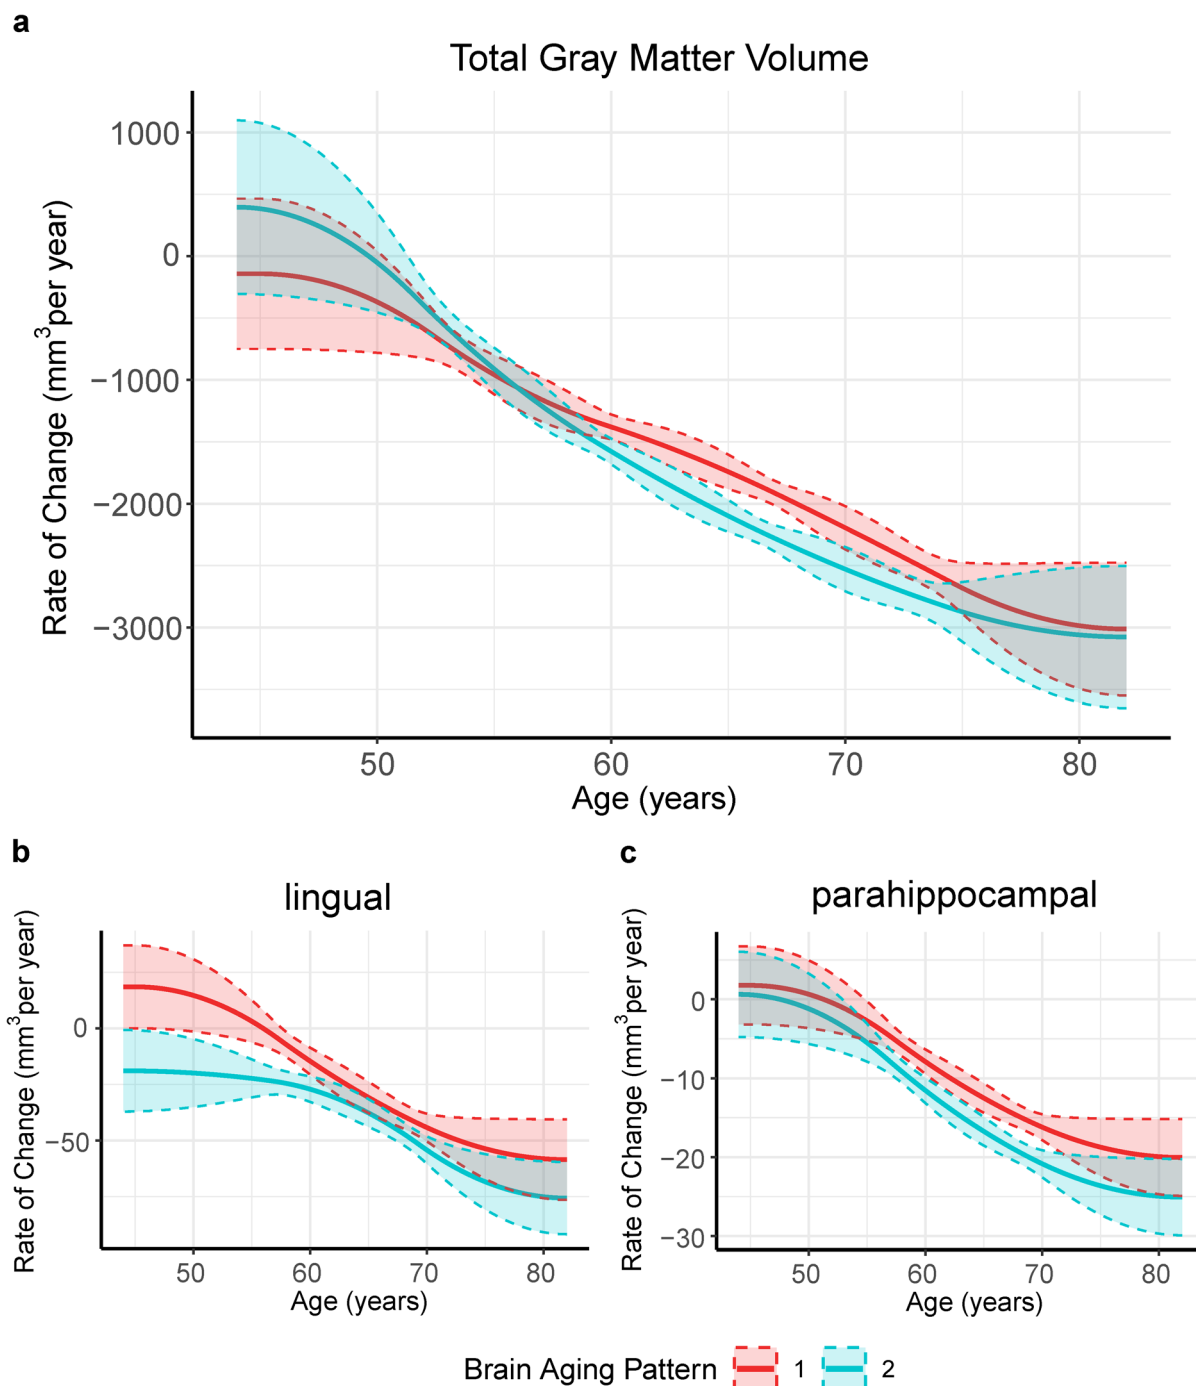 a
Total Gray Matter Volume
Rate of Change (mm³per year)
1000
0
−1000
−2000
−3000
50 60 70 80
Age (years)
b
lingual
Rate of Change (mm³per year)
0
−50
50 60 70 80
Age (years)
c
parahippocampal
Rate of Change (mm³per year)
0
−10
−20
−30
50 60 70 80
Age (years)
Brain Aging Pattern 1 2